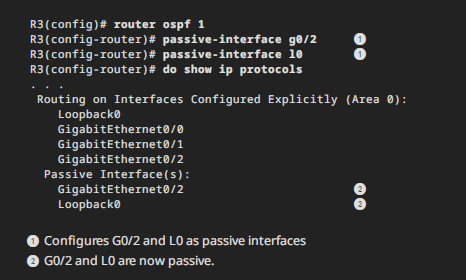 R3(config)# router ospf 1
R3(config-router)# passive-interface g0/2 1
R3(config-router)# passive-interface l0 1
R3(config-router)# do show ip protocols
. . .
Routing on Interfaces Configured Explicitly (Area 0):
Loopback0
GigabitEthernet0/0
GigabitEthernet0/1
GigabitEthernet0/2
Passive Interface(s):
GigabitEthernet0/2 2
Loopback0 2
1 Configures G0/2 and L0 as passive interfaces
2 G0/2 and L0 are now passive.